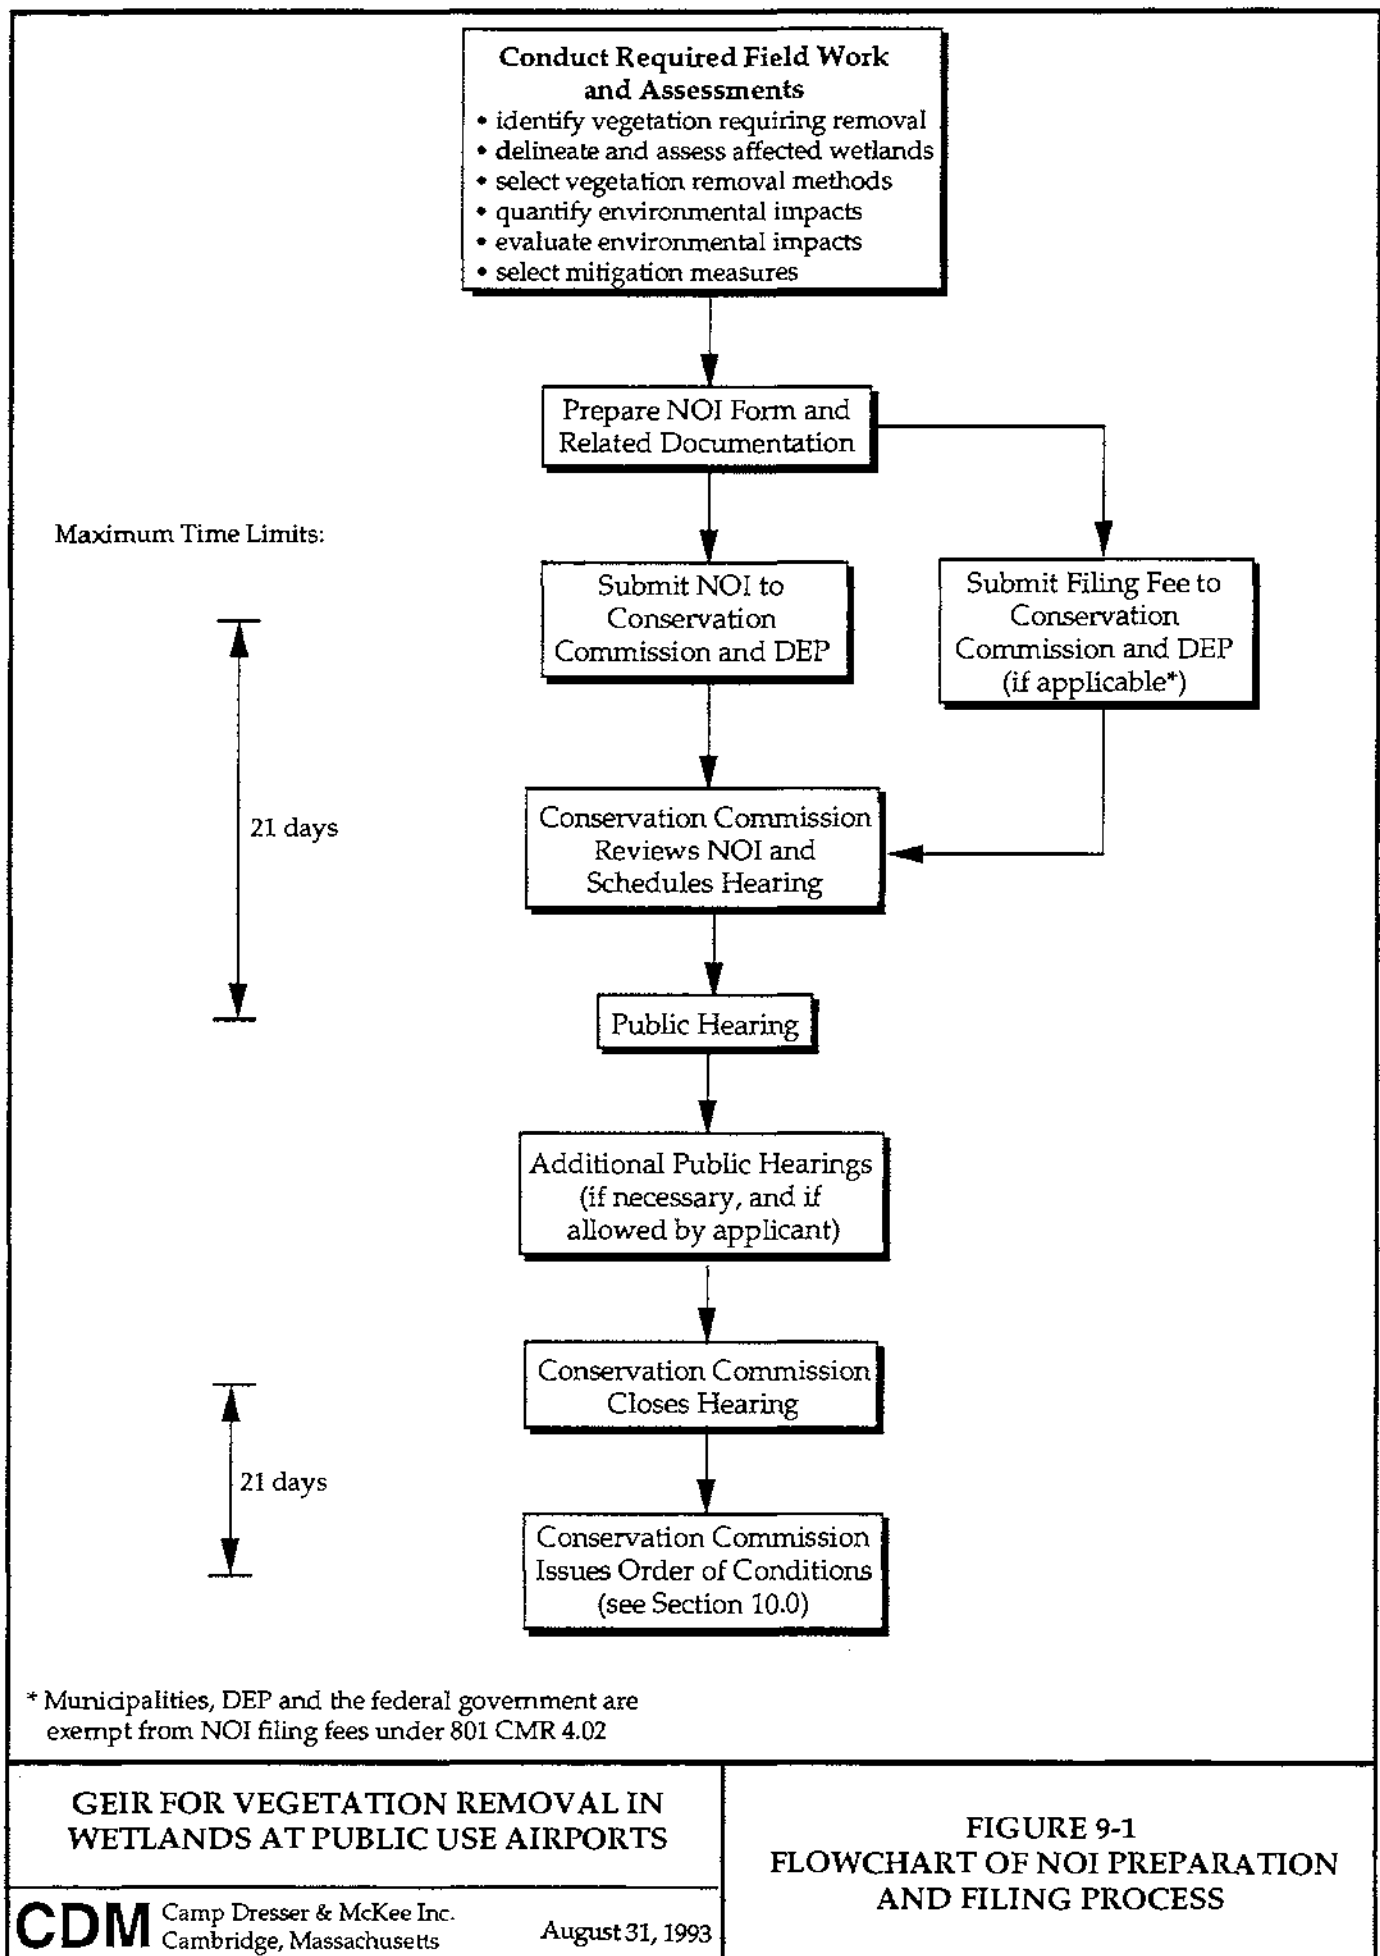 Conduct Required Field Work
and Assessments
• identify vegetation requiring removal
• delineate and assess affected wetlands
• select vegetation removal methods
• quantify environmental impacts
• evaluate environmental impacts
• select mitigation measures
Prepare NOI Form and
Related Documentation
Maximum Time Limits:
Submit NOI to
Conservation
Commission and DEP
Submit Filing Fee to
Conservation
Commission and DEP
(if applicable*)
21 days
Conservation Commission
Reviews NOI and
Schedules Hearing
Public Hearing
Additional Public Hearings
(if necessary, and if
allowed by applicant)
Conservation Commission
Closes Hearing
21 days
Conservation Commission
Issues Order of Conditions
(see Section 10.0)
* Municipalities, DEP and the federal government are
exempt from NOI filing fees under 801 CMR 4.02
GEIR FOR VEGETATION REMOVAL IN
WETLANDS AT PUBLIC USE AIRPORTS
CDM Camp Dresser & McKee Inc.
Cambridge, Massachusetts August 31, 1993
FIGURE 9-1
FLOWCHART OF NOI PREPARATION
AND FILING PROCESS